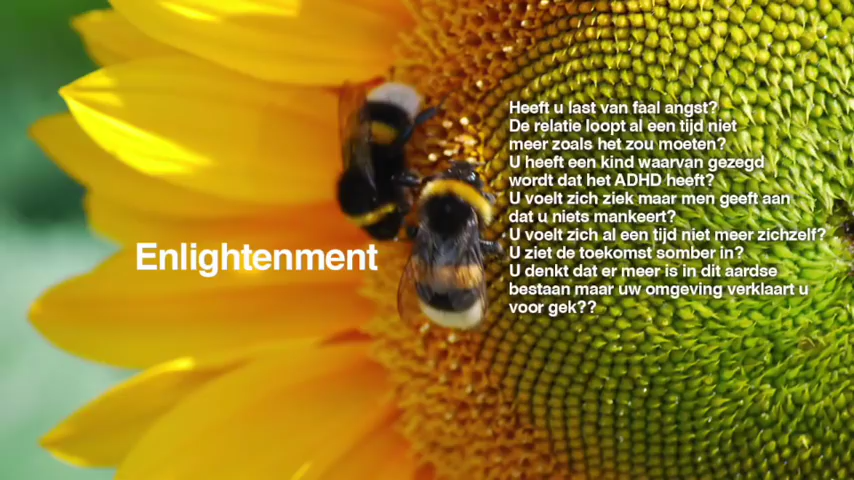 Enlightenment
Heeft u last van faal angst?
De relatie loopt al een tijd niet
meer zoals het zou moeten?
U heeft een kind waarvan gezegd
wordt dat het ADHD heeft?
U voelt zich ziek maar men geeft aan
dat u niets mankeert?
U voelt zich al een tijd niet meer zichzelf?
U ziet de toekomst somber in?
U denkt dat er meer is in dit aardse
bestaan maar uw omgeving verklaart u
voor gek??